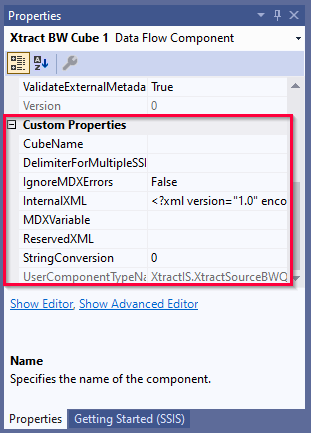 Properties
Xtract BW Cube 1 Data Flow Component
ValidateExternalMetada True
Version 0
Custom Properties
CubeName
DelimiterForMultipleSSI
IgnoreMDXErrors False
InternalXML <?xml version="1.0" enco
MDXVariable
ReservedXML
StringConversion 0
UserComponentTypeNa XtractIS.XtractSourceBWQ
Show Editor, Show Advanced Editor
Name
Specifies the name of the component.
Properties Getting Started (SSIS)